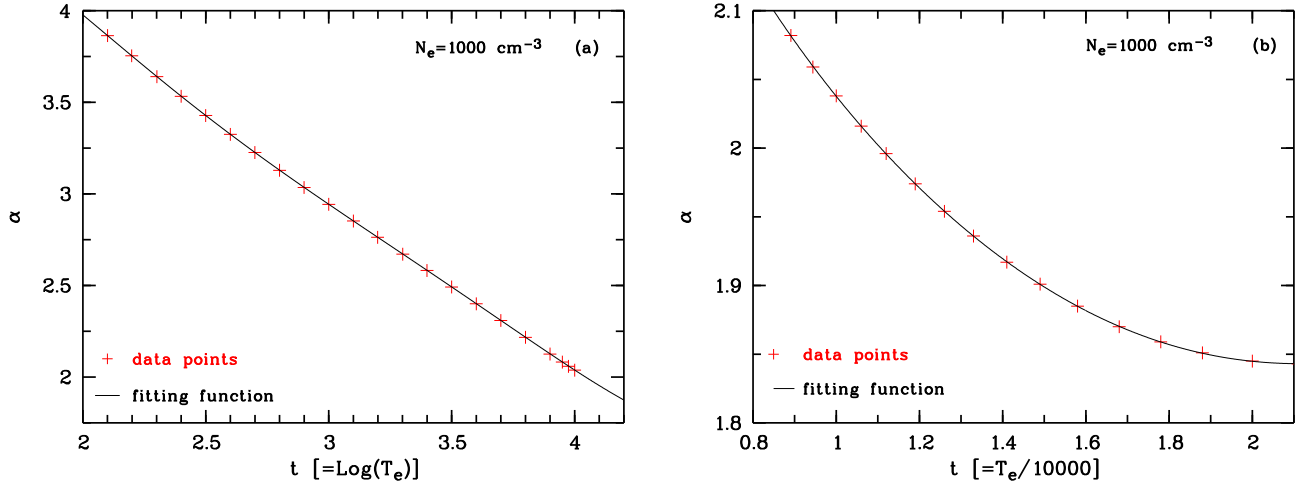 4
3.5
3
2.5
2
α
Nₑ=1000 cm⁻³ (a)
data points
fitting function
2 2.5 3 3.5 4
t [=Log(Tₑ)]
2.1
2
1.9
1.8
α
Nₑ=1000 cm⁻³ (b)
data points
fitting function
0.8 1 1.2 1.4 1.6 1.8 2
t [=Tₑ/10000]